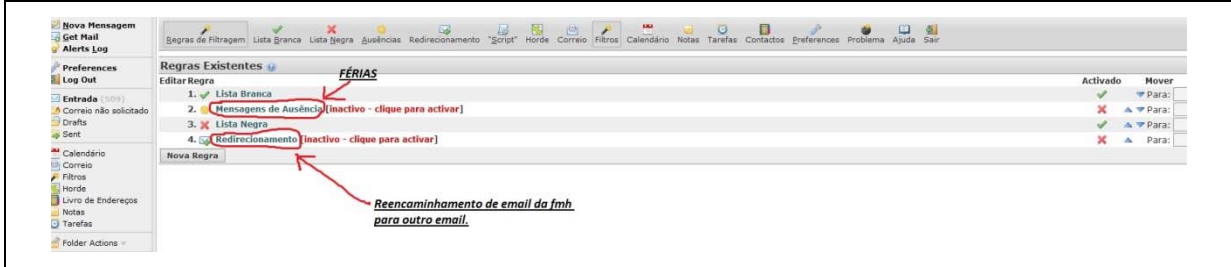 Nova Mensagem
Get Mail
Alerts Log
Preferences
Log Out
Entrada (509)
Correio não solicitado
Drafts
Sent
Calendário
Correio
Filtros
Horde
Livro de Endereços
Notas
Tarefas
Folder Actions
Regras de Filtragem Lista Branca Lista Negra Ausências Redirecionamento "Script" Horde Correio Filtros Calendário Notas Tarefas Contactos Preferences Problema Ajuda Sair
Regras Existentes
FÉRIAS
Editar Regra Activado Mover
1. Lista Branca Para:
2. Mensagens de Ausência [inactivo - clique para activar] Para:
3. Lista Negra Para:
4. Redirecionamento [inactivo - clique para activar] Para:
Nova Regra
Reencaminhamento de email da fmh
para outro email.